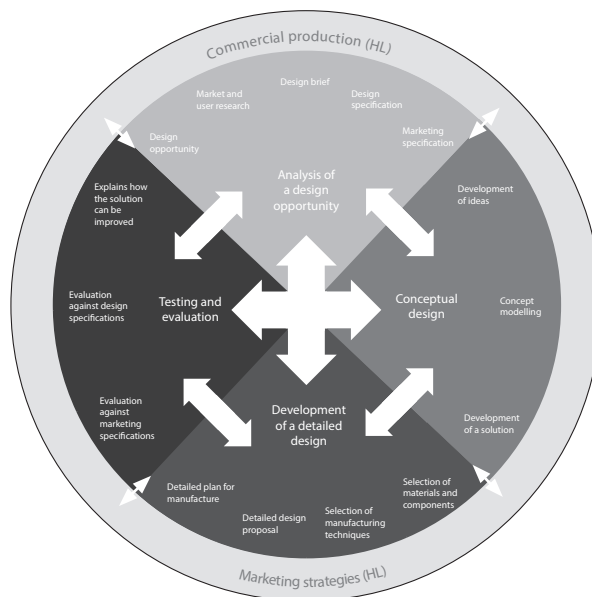 Commercial production (HL)
Design brief
Market and
user research
Design
specification
Design
opportunity
Marketing
specification
Analysis of
a design
opportunity
Explains how
the solution
can be
improved
Development
of ideas
Evaluation
against design
specifications
Testing and
evaluation
Conceptual
design
Concept
modelling
Evaluation
against
marketing
specifications
Development
of a detailed
design
Development
of a solution
Detailed plan for
manufacture
Detailed design
proposal
Selection of
manufacturing
techniques
Selection of
materials and
components
Marketing strategies (HL)